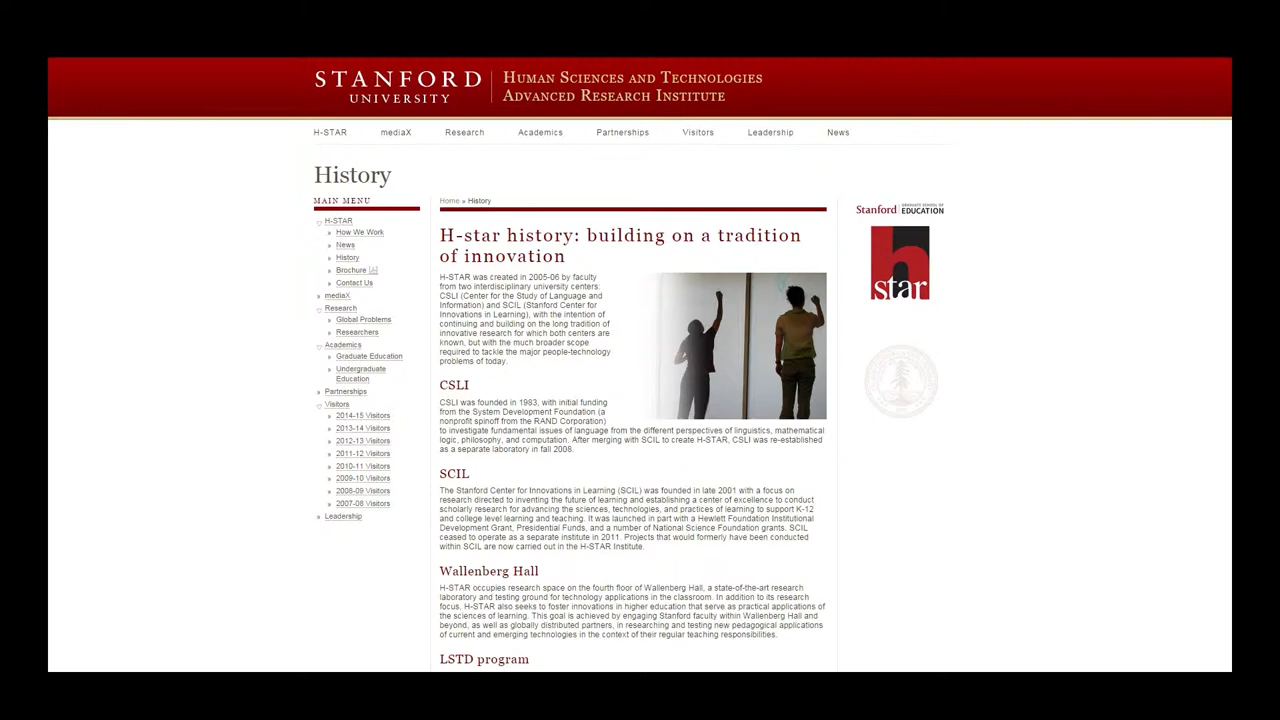 STANFORD
UNIVERSITY
HUMAN SCIENCES AND TECHNOLOGIES
ADVANCED RESEARCH INSTITUTE
H-STAR mediaX Research Academics Partnerships Visitors Leadership News
History
MAIN MENU
H-STAR
» How We Work
» News
» History
» Brochure
» Contact Us
» mediaX
Research
» Global Problems
» Researchers
Academics
» Graduate Education
» Undergraduate
Education
» Partnerships
Visitors
» 2014-15 Visitors
» 2013-14 Visitors
» 2012-13 Visitors
» 2011-12 Visitors
» 2010-11 Visitors
» 2009-10 Visitors
» 2008-09 Visitors
» 2007-08 Visitors
» Leadership
Home » History
H-star history: building on a tradition
of innovation
H-STAR was created in 2005-06 by faculty
from two interdisciplinary university centers:
CSLI (Center for the Study of Language and
Information) and SCIL (Stanford Center for
Innovations in Learning), with the intention of
continuing and building on the long tradition of
innovative research for which both centers are
known, but with the much broader scope
required to tackle the major people-technology
problems of today.
CSLI
CSLI was founded in 1983, with initial funding
from the System Development Foundation (a
nonprofit spinoff from the RAND Corporation)
to investigate fundamental issues of language from the different perspectives of linguistics, mathematical
logic, philosophy, and computation. After merging with SCIL to create H-STAR, CSLI was re-established
as a separate laboratory in fall 2008.
SCIL
The Stanford Center for Innovations in Learning (SCIL) was founded in late 2001 with a focus on
research directed to inventing the future of learning and establishing a center of excellence to conduct
scholarly research for advancing the sciences, technologies, and practices of learning to support K-12
and college level learning and teaching. It was launched in part with a Hewlett Foundation Institutional
Development Grant, Presidential Funds, and a number of National Science Foundation grants. SCIL
ceased to operate as a separate institute in 2011. Projects that would formerly have been conducted
within SCIL are now carried out in the H-STAR Institute.
Wallenberg Hall
H-STAR occupies research space on the fourth floor of Wallenberg Hall, a state-of-the-art research
laboratory and testing ground for technology applications in the classroom. In addition to its research
focus, H-STAR also seeks to foster innovations in higher education that serve as practical applications of
the sciences of learning. This goal is achieved by engaging Stanford faculty within Wallenberg Hall and
beyond, as well as globally distributed partners, in researching and testing new pedagogical applications
of current and emerging technologies in the context of their regular teaching responsibilities.
LSTD program
Stanford GRADUATE SCHOOL OF
EDUCATION
h
star